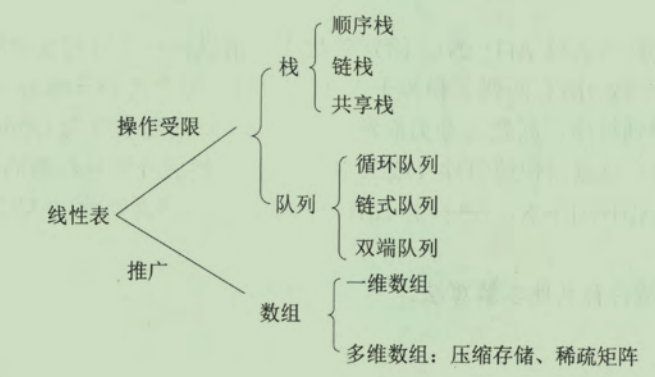 顺序栈
栈
链栈
共享栈
操作受限
循环队列
线性表
队列
链式队列
双端队列
推广
一维数组
数组
多维数组：压缩存储、稀疏矩阵